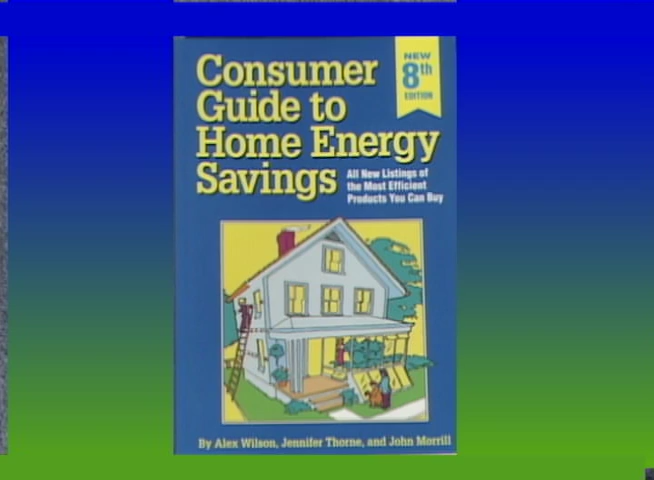 Consumer
Guide to
Home Energy
Savings
NEW
8th
EDITION
All New Listings of
the Most Efficient
Products You Can Buy
By Alex Wilson, Jennifer Thorne, and John Morrill